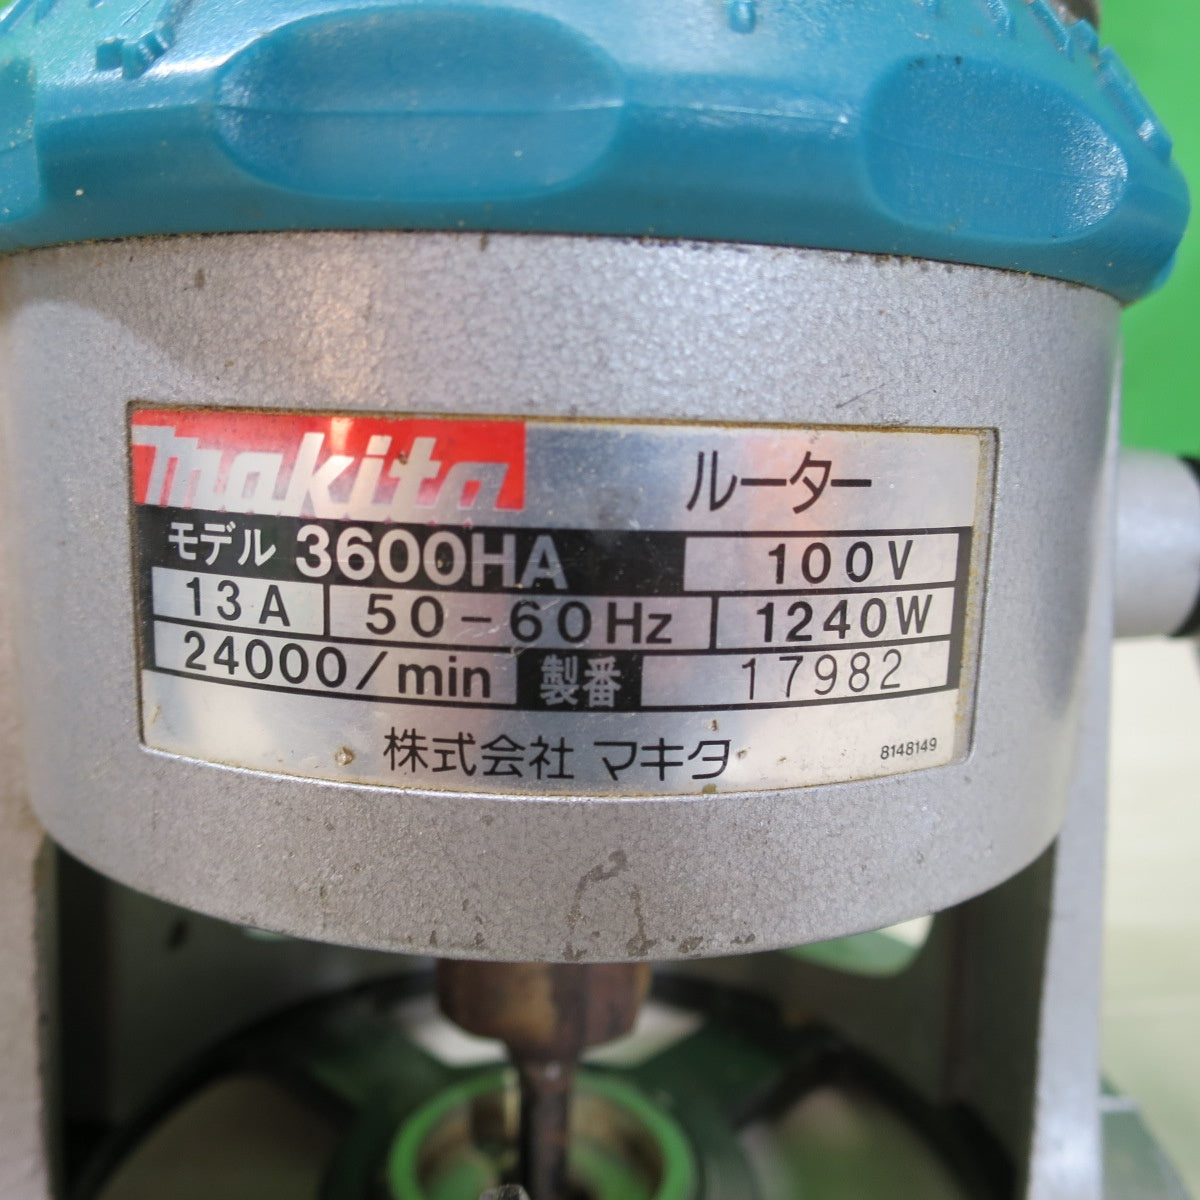 makita ルーター
モデル 3600HA 100V
13A 50-60Hz 1240W
24000/min 製番 17982
株式会社 マキタ 8148149